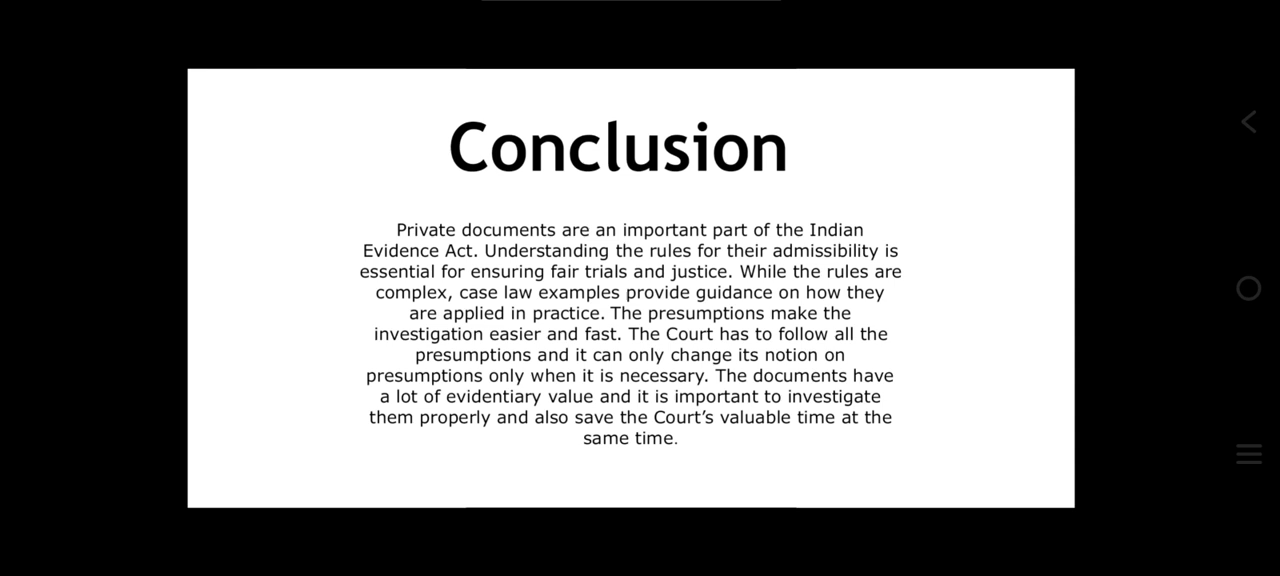 Conclusion
Private documents are an important part of the Indian
Evidence Act. Understanding the rules for their admissibility is
essential for ensuring fair trials and justice. While the rules are
complex, case law examples provide guidance on how they
are applied in practice. The presumptions make the
investigation easier and fast. The Court has to follow all the
presumptions and it can only change its notion on
presumptions only when it is necessary. The documents have
a lot of evidentiary value and it is important to investigate
them properly and also save the Court’s valuable time at the
same time.